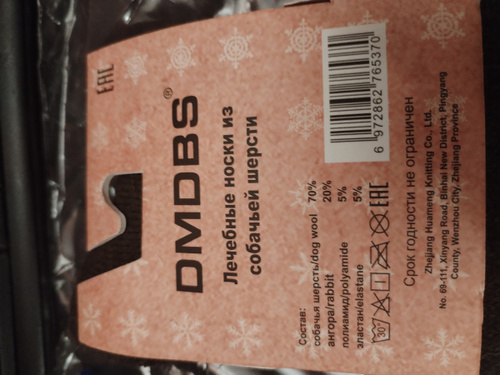 EAC
DMDBS®
Лечебные носки из
собачьей шерсти
Состав:
собачья шерсть/dog wool 70%
ангора/rabbit 20%
полиамид/polyamide 5%
эластан/elastane 5%
30°
EAC
6 972862 765370
Срок годности не ограничен
Zhejiang Huameng Knitting Co., Ltd.
No. 69-111, Xinyang Road, Binhai New District, Pingyang
County, Wenzhou City, Zhejiang Province